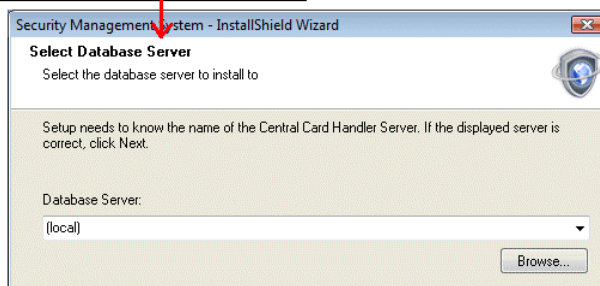 Security Management System - InstallShield Wizard
Select Database Server
Select the database server to install to
Setup needs to know the name of the Central Card Handler Server. If the displayed server is
correct, click Next.
Database Server:
(local)
Browse...